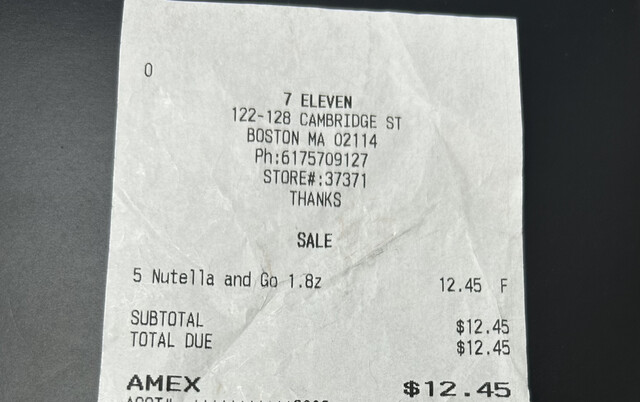 0
7 ELEVEN
122-128 CAMBRIDGE ST
BOSTON MA 02114
Ph:6175709127
STORE#:37371
THANKS
SALE
5 Nutella and Go 1.8z 12.45 F
SUBTOTAL $12.45
TOTAL DUE $12.45
AMEX $12.45